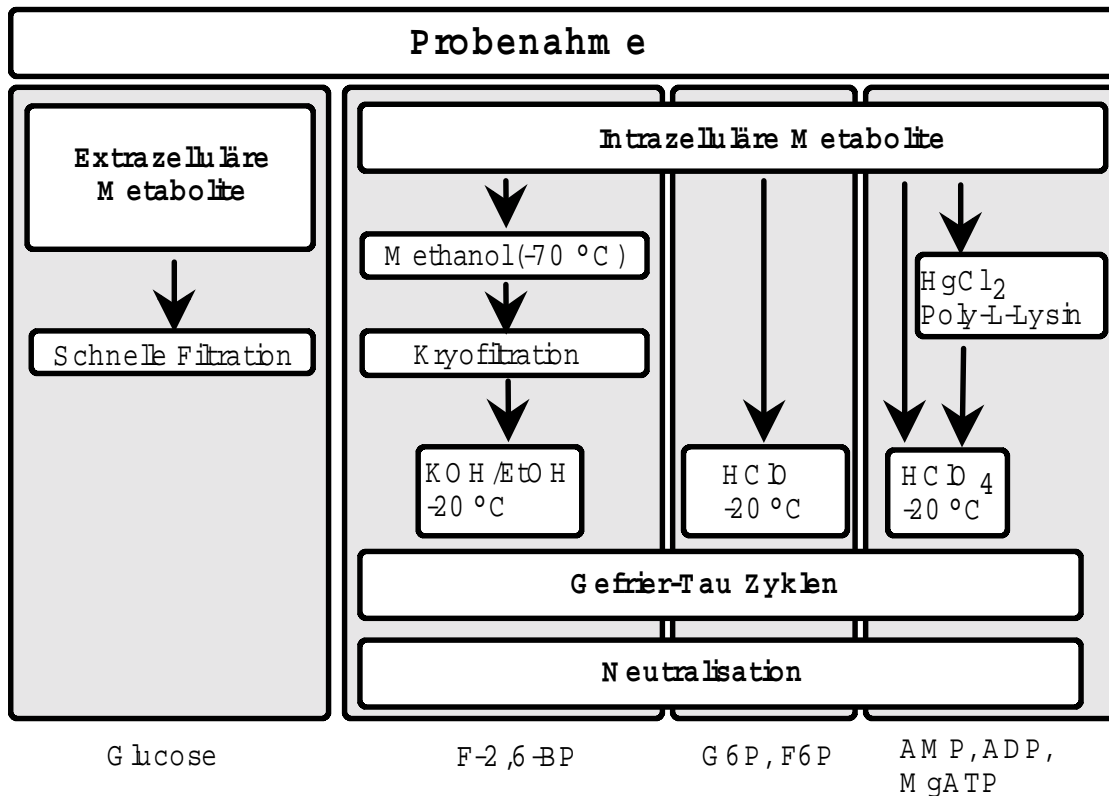 Probenahme
Extrazelluläre
Metabolite
Intrazelluläre Metabolite
Methanol (-70 °C)
HgCl2
Poly-L-Lysin
Schnelle Filtration
Kryofiltration
KOH/EtOH
-20 °C
HClO
-20 °C
HClO4
-20 °C
Gefrier-Tau Zyklen
Neutralisation
Glucose
F-2,6-BP
G6P, F6P
AMP, ADP,
MgATP